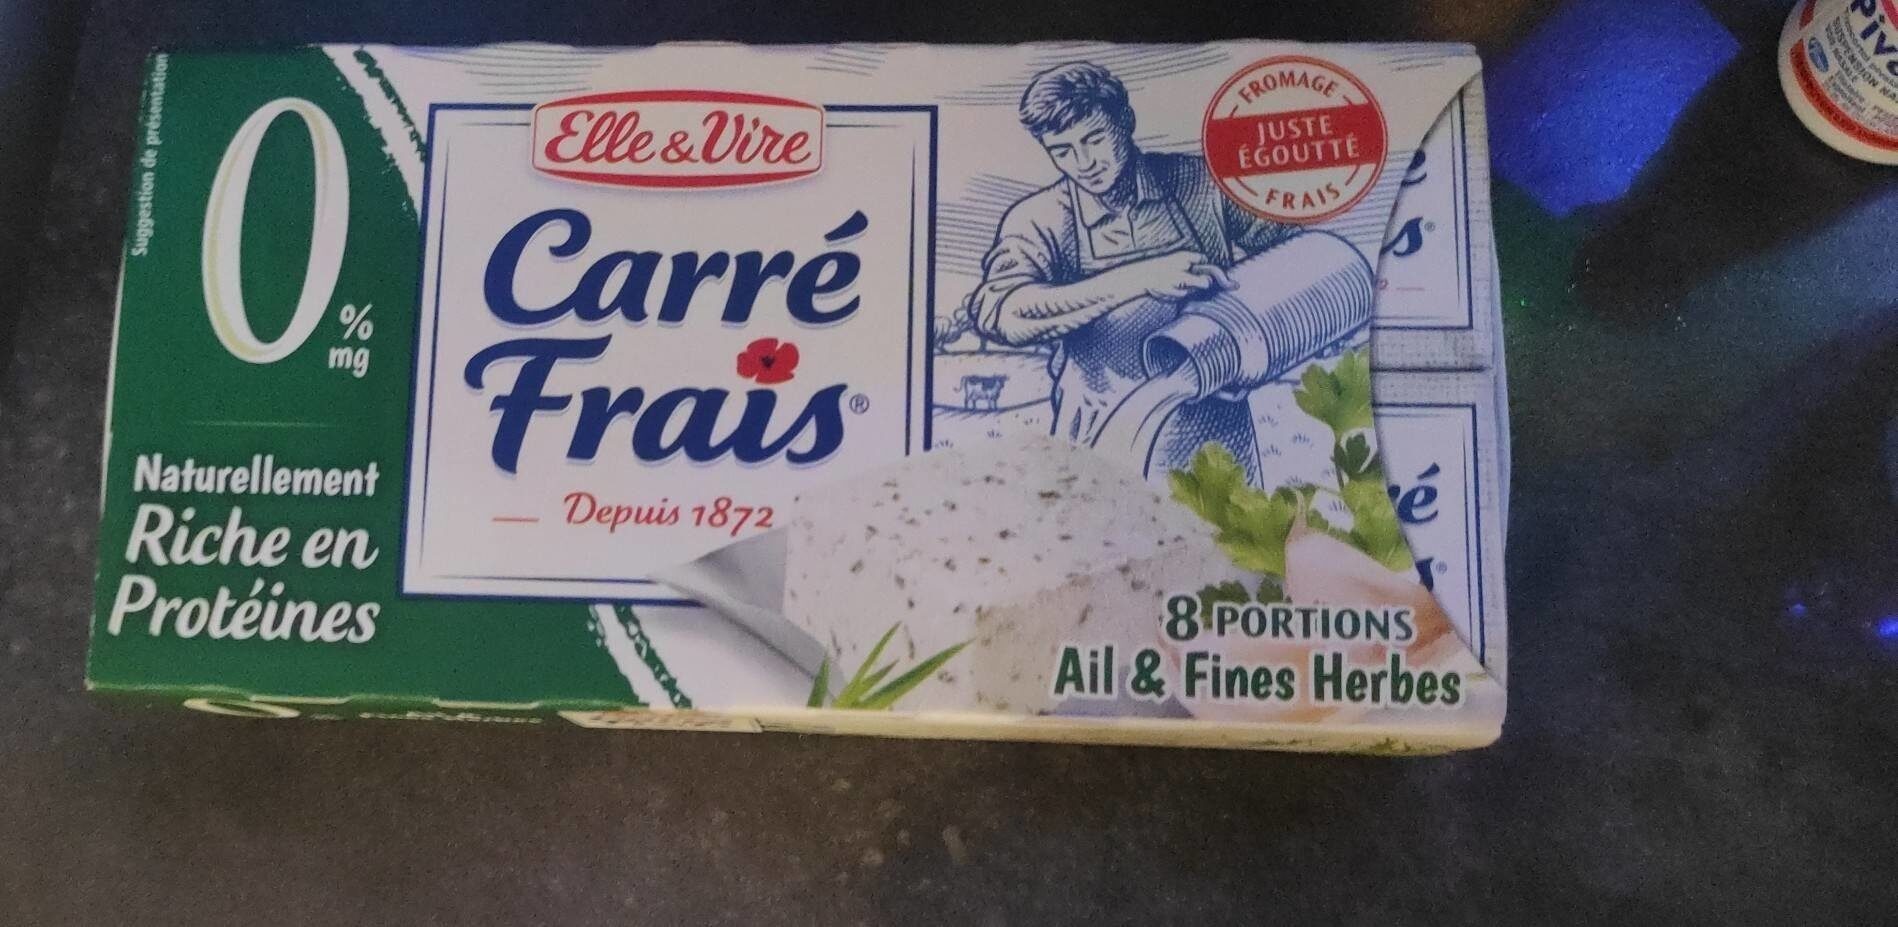 Suggestion de présentation
0
%
mg
Naturellement
Riche en
Protéines
Elle & Vire
Carré
Frais®
Depuis 1872
FROMAGE
JUSTE
ÉGOUTTÉ
FRAIS
s®
é
8 PORTIONS
Ail & Fines Herbes